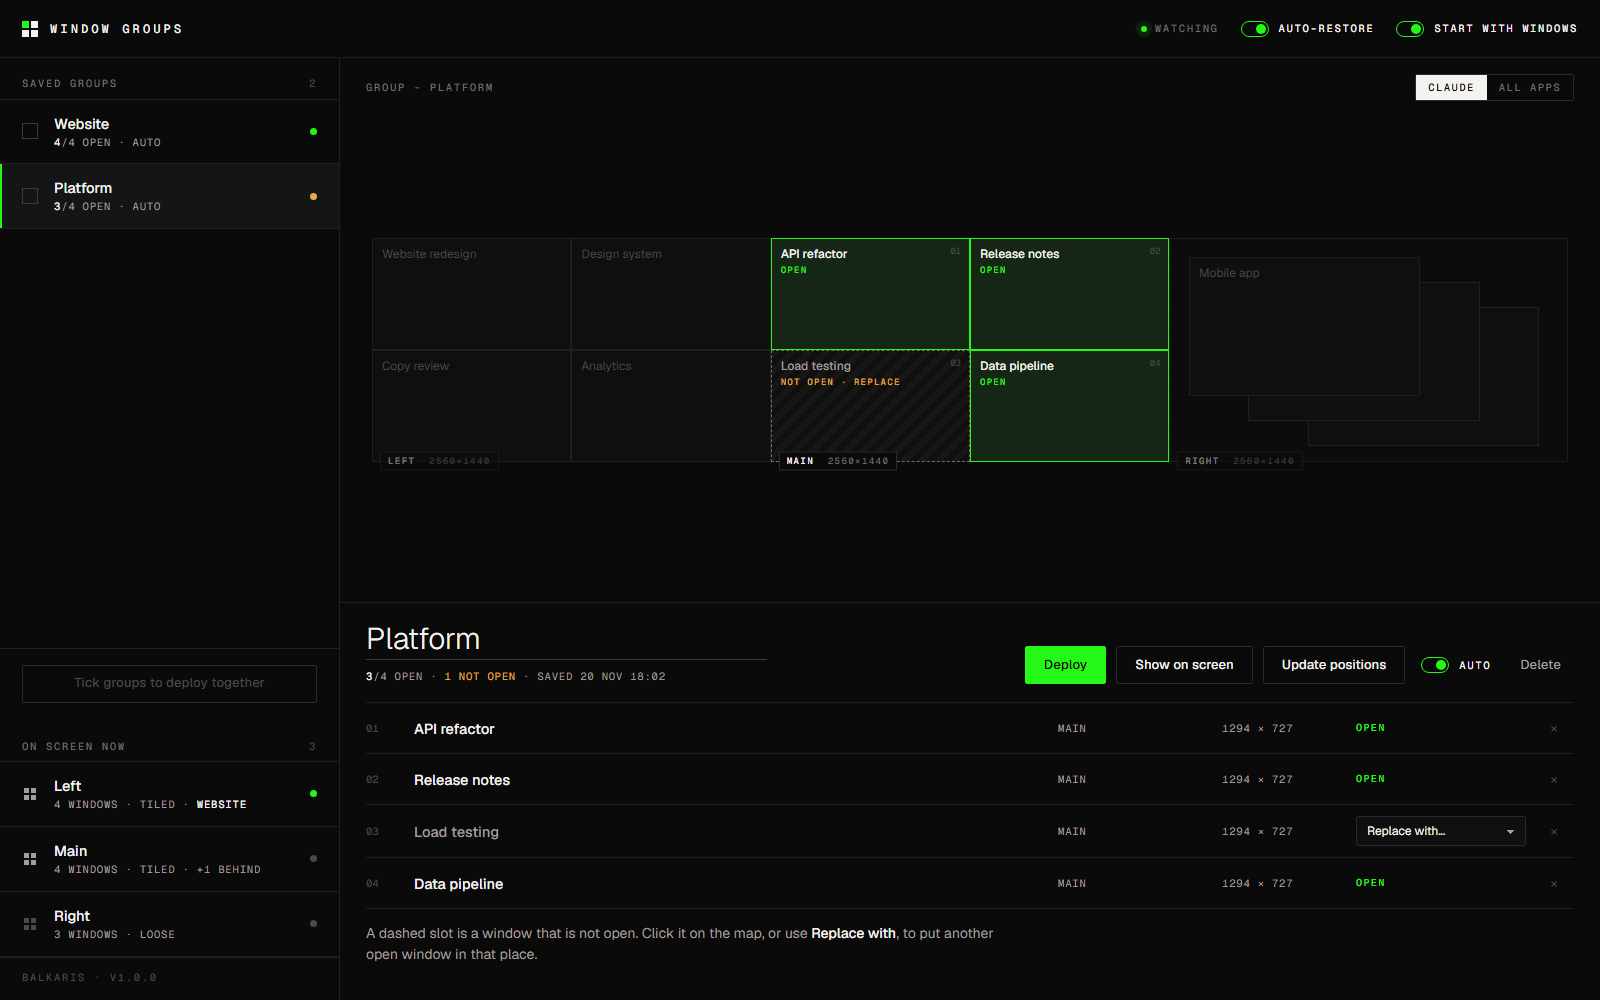 WINDOW GROUPS
WATCHING
AUTO-RESTORE
START WITH WINDOWS
SAVED GROUPS 2
Website
4/4 OPEN · AUTO
Platform
3/4 OPEN · AUTO
Tick groups to deploy together
ON SCREEN NOW 3
Left
4 WINDOWS · TILED · WEBSITE
Main
4 WINDOWS · TILED · +1 BEHIND
Right
3 WINDOWS · LOOSE
BALKARIS · V1.0.0
GROUP - PLATFORM
CLAUDE ALL APPS
Website redesign
Design system
API refactor 01
OPEN
Release notes 02
OPEN
Mobile app
Copy review
Analytics
Load testing 03
NOT OPEN · REPLACE
Data pipeline 04
OPEN
LEFT 2560×1440
MAIN 2560×1440
RIGHT 2560×1440
Platform
3/4 OPEN · 1 NOT OPEN · SAVED 20 NOV 18:02
Deploy
Show on screen
Update positions
AUTO
Delete
01 API refactor MAIN 1294 × 727 OPEN ×
02 Release notes MAIN 1294 × 727 OPEN ×
03 Load testing MAIN 1294 × 727 Replace with… ×
04 Data pipeline MAIN 1294 × 727 OPEN ×
A dashed slot is a window that is not open. Click it on the map, or use Replace with, to put another
open window in that place.